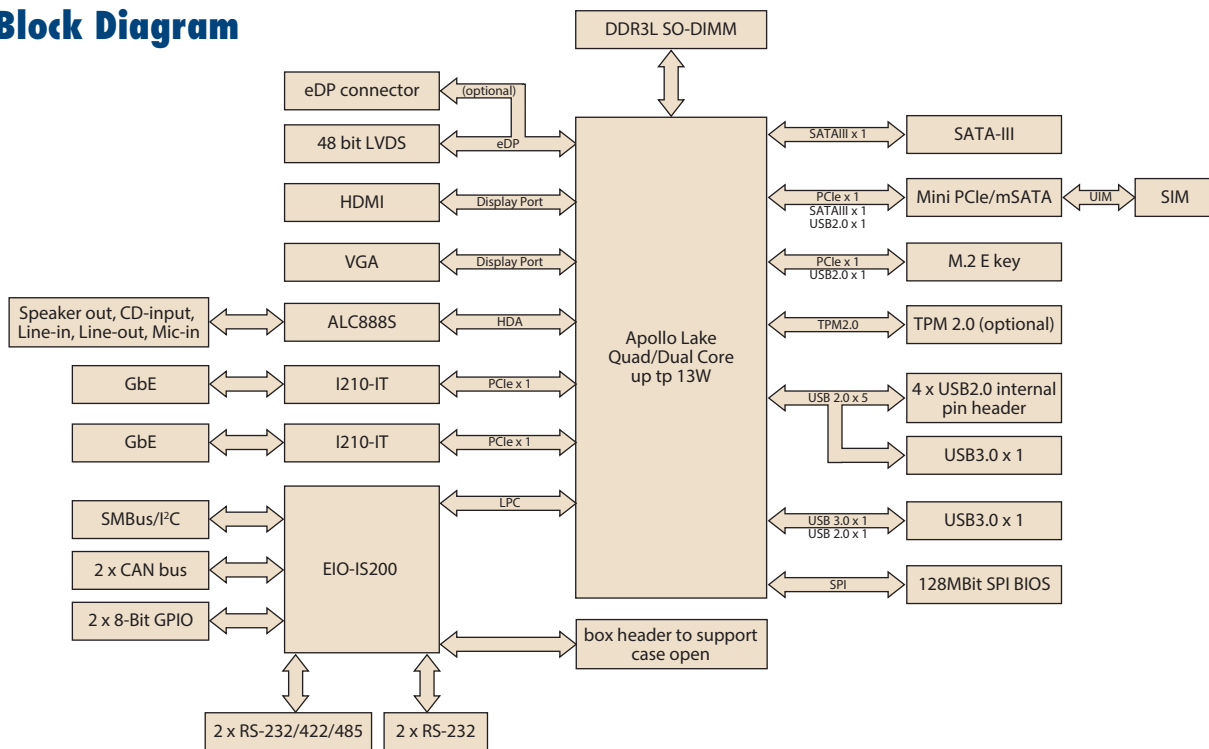 Block Diagram
DDR3L SO-DIMM
eDP connector
(optional)
48 bit LVDS
eDP
HDMI
Display Port
VGA
Display Port
Speaker out, CD-input,
Line-in, Line-out, Mic-in
ALC888S
HDA
GbE
I210-IT
PCIe x 1
GbE
I210-IT
PCIe x 1
SMBus/I²C
2 x CAN bus
2 x 8-Bit GPIO
EIO-IS200
LPC
box header to support
case open
2 x RS-232/422/485
2 x RS-232
Apollo Lake
Quad/Dual Core
up tp 13W
SATAIII x 1
SATA-III
PCIe x 1
SATAIII x 1
USB2.0 x 1
Mini PCIe/mSATA
UIM
SIM
PCIe x 1
USB2.0 x 1
M.2 E key
TPM2.0
TPM 2.0 (optional)
USB 2.0 x 5
4 x USB2.0 internal
pin header
USB3.0 x 1
USB 3.0 x 1
USB 2.0 x 1
USB3.0 x 1
SPI
128MBit SPI BIOS